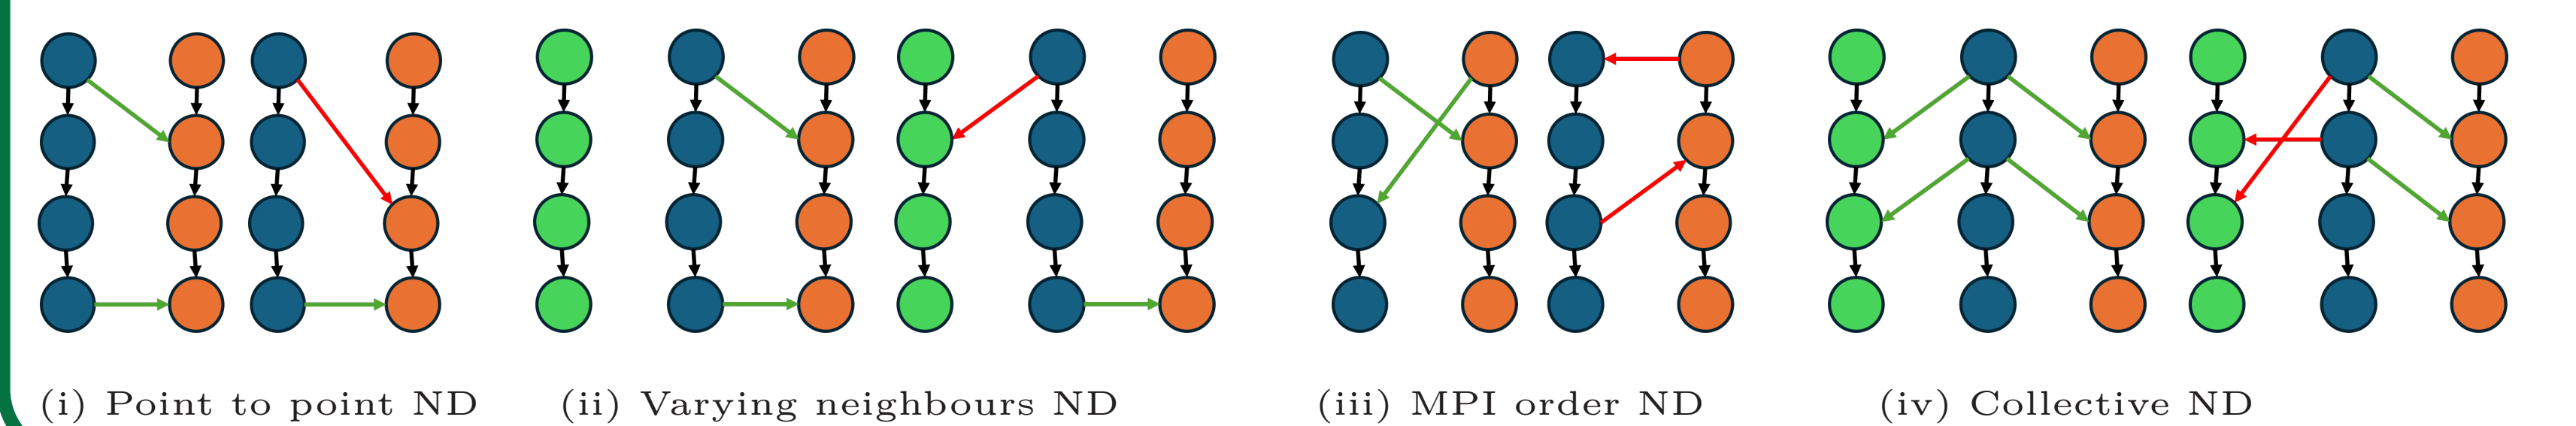 (i) Point to point ND
(ii) Varying neighbours ND
(iii) MPI order ND
(iv) Collective ND